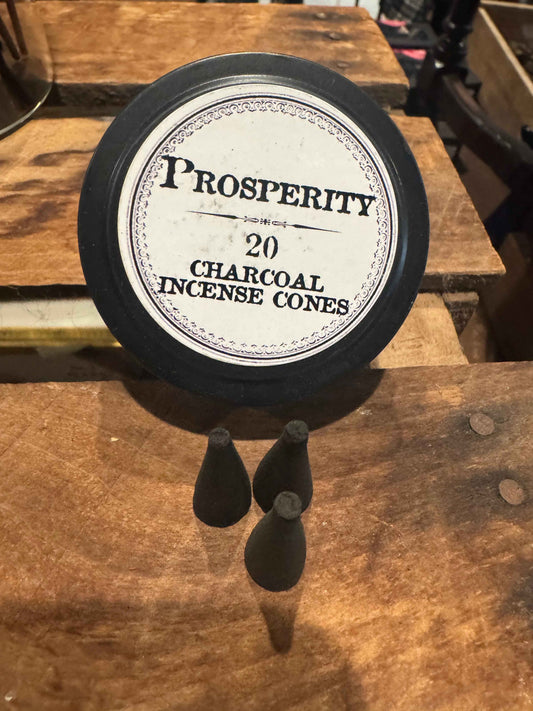 PROSPERITY
20
CHARCOAL
INCENSE CONES